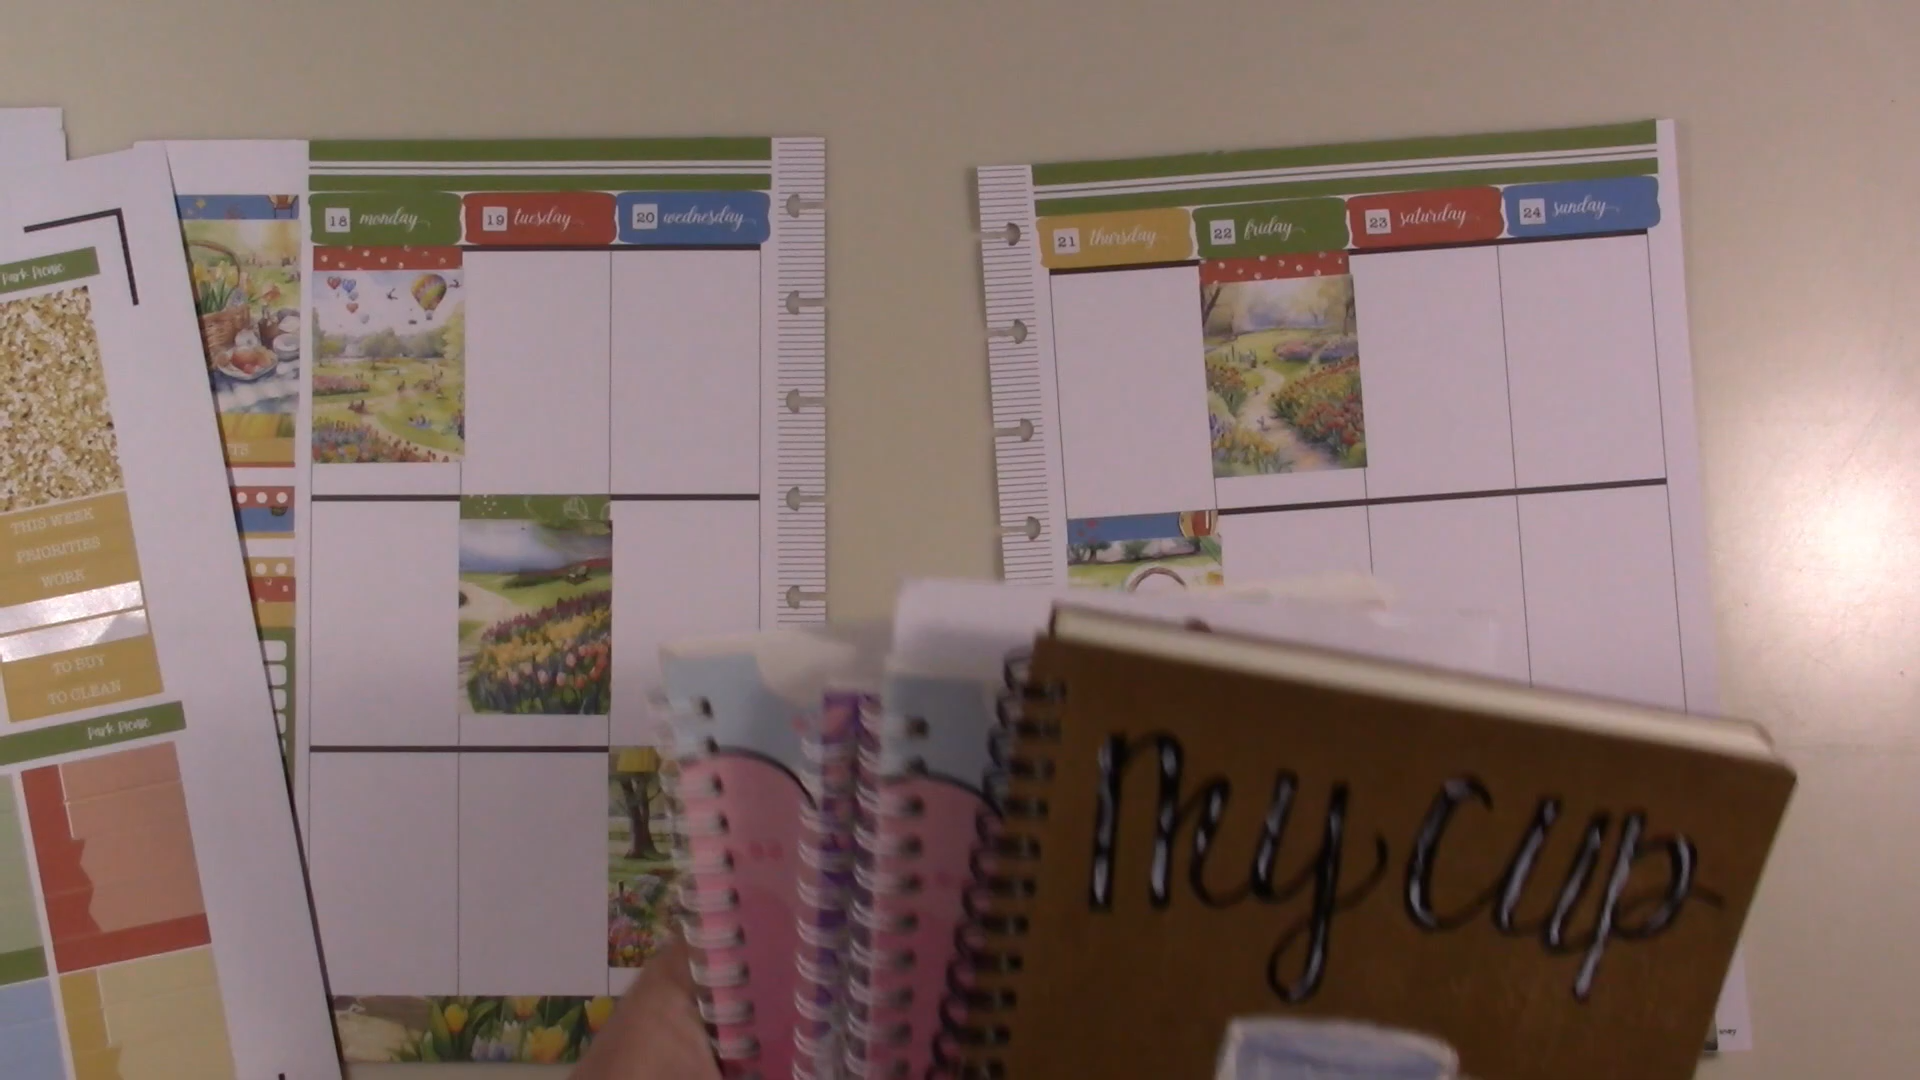 Park Picnic
THIS WEEK
PRIORITIES
WORK
TO BUY
TO CLEAN
Park Picnic
18 monday
19 tuesday
20 wednesday
21 thursday
22 friday
23 saturday
24 sunday
my cup